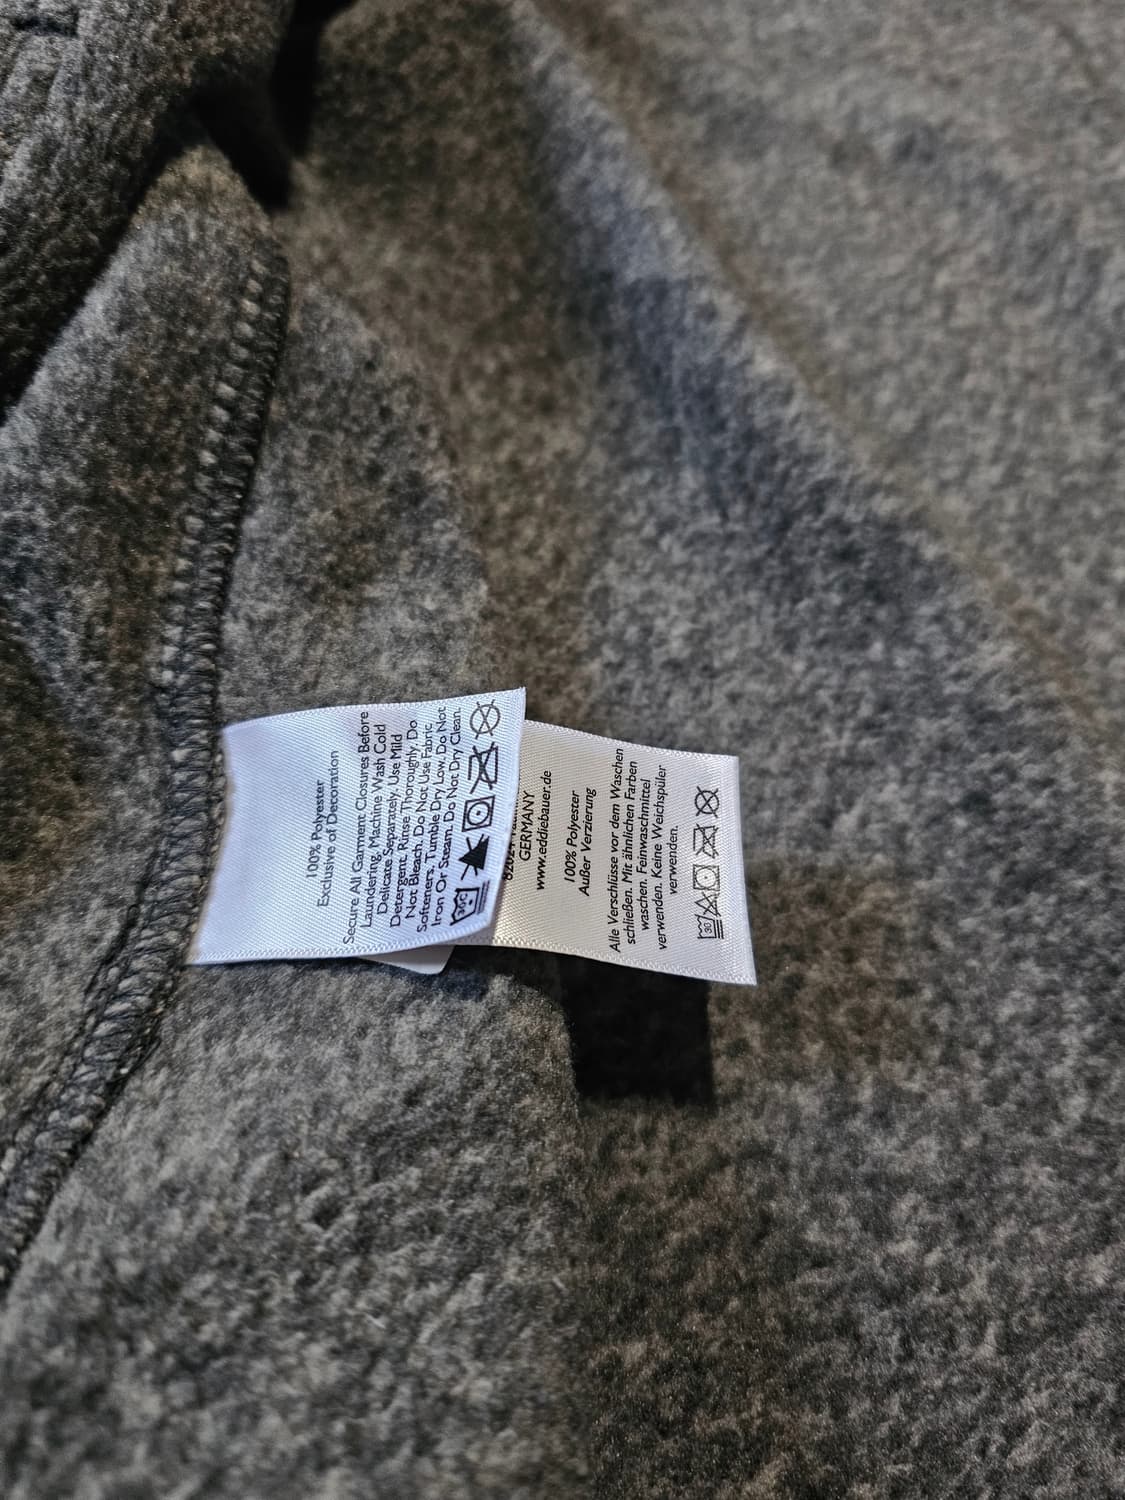 100% Polyester
Exclusive of Decoration
Secure All Garment Closures Before
Laundering. Machine Wash Cold
Delicate Separately. Use Mild
Detergent. Rinse Thoroughly. Do
Not Bleach. Do Not Use Fabric
Softeners. Tumble Dry Low. Do Not
Iron Or Steam. Do Not Dry Clean.
30°C
GERMANY
www.eddiebauer.de
100% Polyester
Außer Verzierung
Alle Verschlüsse vor dem Waschen
schließen. Mit ähnlichen Farben
waschen. Feinwaschmittel
verwenden. Keine Weichspüler
verwenden.
30